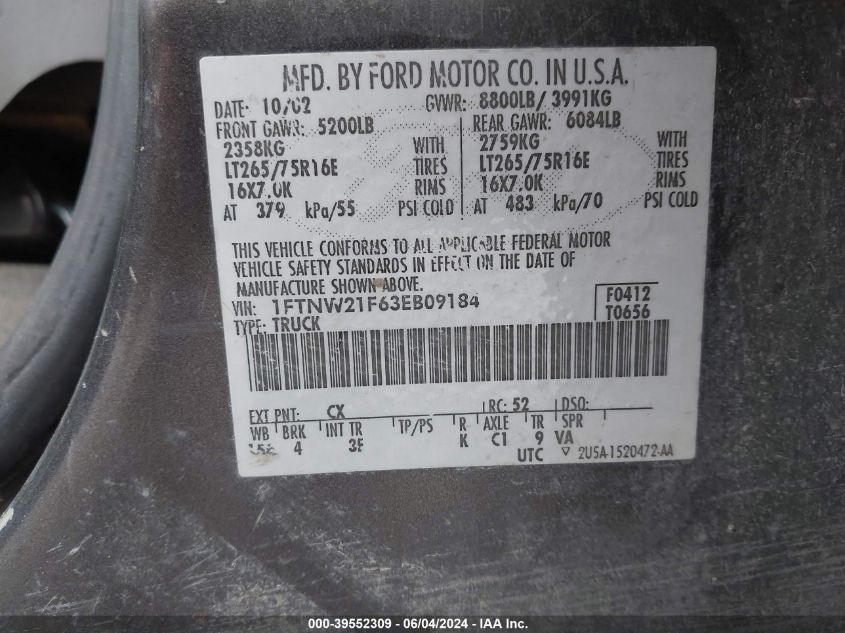 MFD. BY FORD MOTOR CO. IN U.S.A.
DATE: 10/02 GVWR: 8800LB/ 3991KG
FRONT GAWR: 5200LB REAR GAWR: 6084LB
2358KG WITH 2759KG WITH
LT265/75R16E TIRES LT265/75R16E TIRES
16X7.0K RIMS 16X7.0K RIMS
AT 379 kPa/55 PSI COLD AT 483 kPa/70 PSI COLD
THIS VEHICLE CONFORMS TO ALL APPLICABLE FEDERAL MOTOR
VEHICLE SAFETY STANDARDS IN EFFECT ON THE DATE OF
MANUFACTURE SHOWN ABOVE.
VIN: 1FTNW21F63EB09184 F0412
TYPE: TRUCK T0656
EXT PNT: CX RC: 52 DSO:
WB BRK INT TR TP/PS R AXLE TR SPR
4 3F K C1 9 VA
UTC ▽ 2U5A-1520472-AA
000-39552309 - 06/04/2024 - IAA Inc.